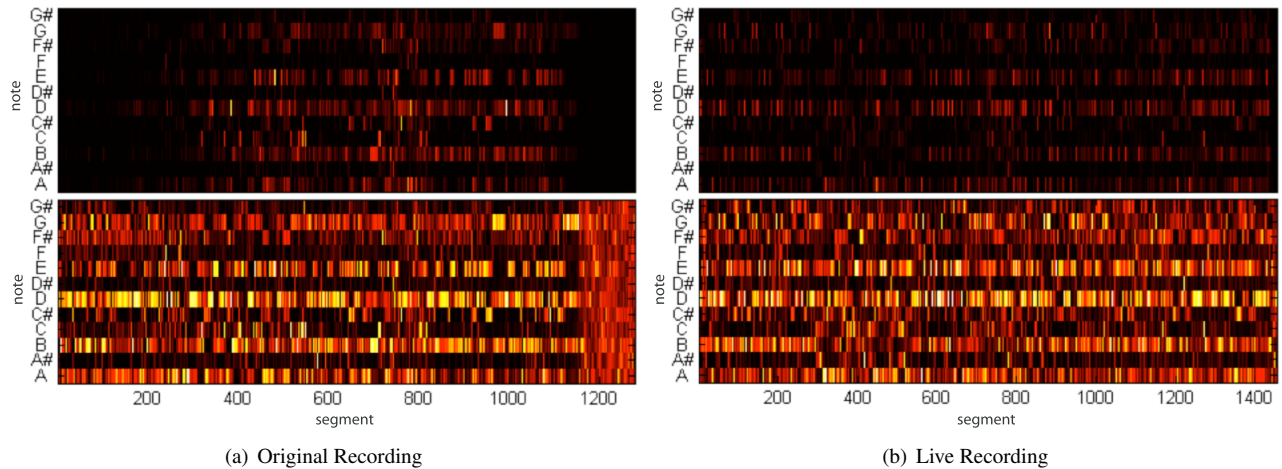 G#
G
F#
F
E
D#
D
C#
C
B
A#
A
note
G#
G
F#
F
E
D#
D
C#
C
B
A#
A
note
200 400 600 800 1000 1200
segment
(a) Original Recording
G#
G
F#
F
E
D#
D
C#
C
B
A#
A
note
G#
G
F#
F
E
D#
D
C#
C
B
A#
A
note
200 400 600 800 1000 1200 1400
segment
(b) Live Recording